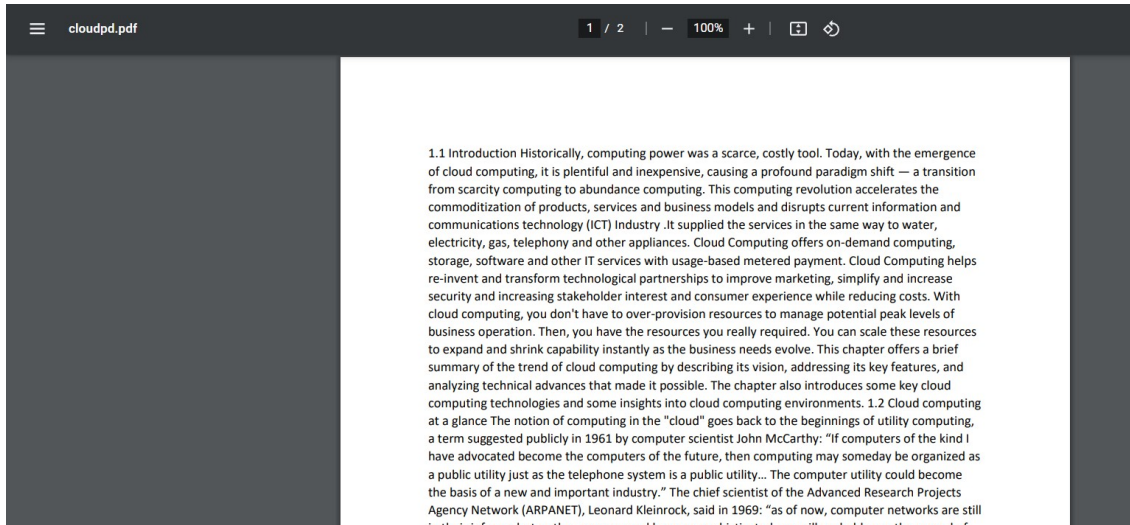 cloudpd.pdf
1 / 2 | − 100% + |
1.1 Introduction Historically, computing power was a scarce, costly tool. Today, with the emergence
of cloud computing, it is plentiful and inexpensive, causing a profound paradigm shift — a transition
from scarcity computing to abundance computing. This computing revolution accelerates the
commoditization of products, services and business models and disrupts current information and
communications technology (ICT) Industry .It supplied the services in the same way to water,
electricity, gas, telephony and other appliances. Cloud Computing offers on-demand computing,
storage, software and other IT services with usage-based metered payment. Cloud Computing helps
re-invent and transform technological partnerships to improve marketing, simplify and increase
security and increasing stakeholder interest and consumer experience while reducing costs. With
cloud computing, you don't have to over-provision resources to manage potential peak levels of
business operation. Then, you have the resources you really required. You can scale these resources
to expand and shrink capability instantly as the business needs evolve. This chapter offers a brief
summary of the trend of cloud computing by describing its vision, addressing its key features, and
analyzing technical advances that made it possible. The chapter also introduces some key cloud
computing technologies and some insights into cloud computing environments. 1.2 Cloud computing
at a glance The notion of computing in the "cloud" goes back to the beginnings of utility computing,
a term suggested publicly in 1961 by computer scientist John McCarthy: “If computers of the kind I
have advocated become the computers of the future, then computing may someday be organized as
a public utility just as the telephone system is a public utility… The computer utility could become
the basis of a new and important industry.” The chief scientist of the Advanced Research Projects
Agency Network (ARPANET), Leonard Kleinrock, said in 1969: “as of now, computer networks are still